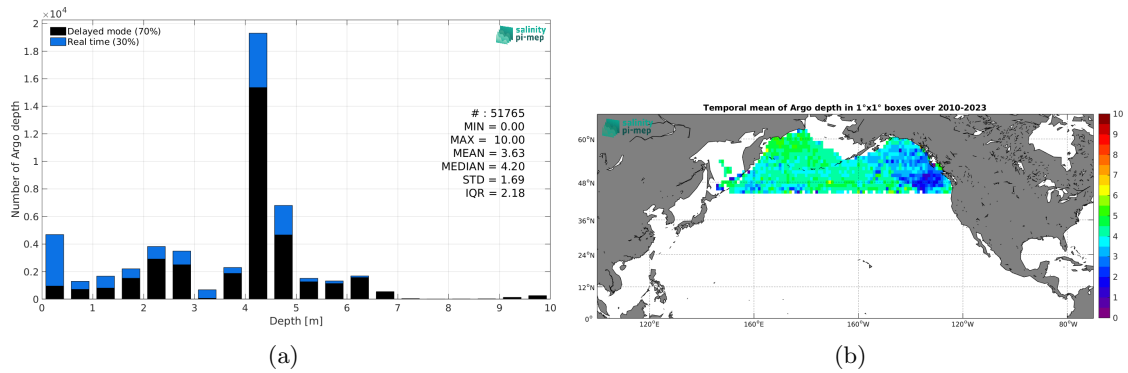 ×10⁴
2
1.8
1.6
1.4
1.2
1
0.8
0.6
0.4
0.2
0
Number of Argo depth
Delayed mode (70%)
Real time (30%)
salinity
pi-mep
# : 51765
MIN = 0.00
MAX = 10.00
MEAN = 3.63
MEDIAN = 4.20
STD = 1.69
IQR = 2.18
0 1 2 3 4 5 6 7 8 9 10
Depth [m]
(a)
Temporal mean of Argo depth in 1°x1° boxes over 2010-2023
salinity
pi-mep
60°N
48°N
36°N
24°N
12°N
0°
120°E 160°E 160°W 120°W 80°W
10
9
8
7
6
5
4
3
2
1
0
(b)